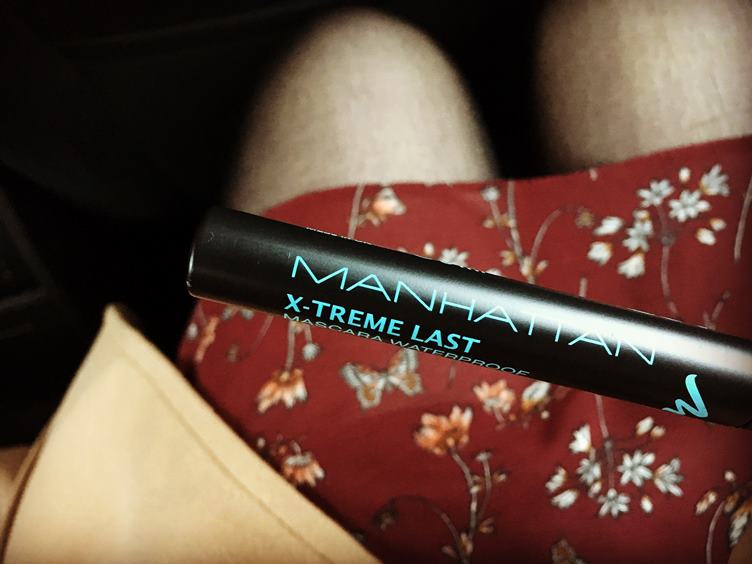 MANHATTAN
X-TREME LAST
MASCARA WATERPROOF